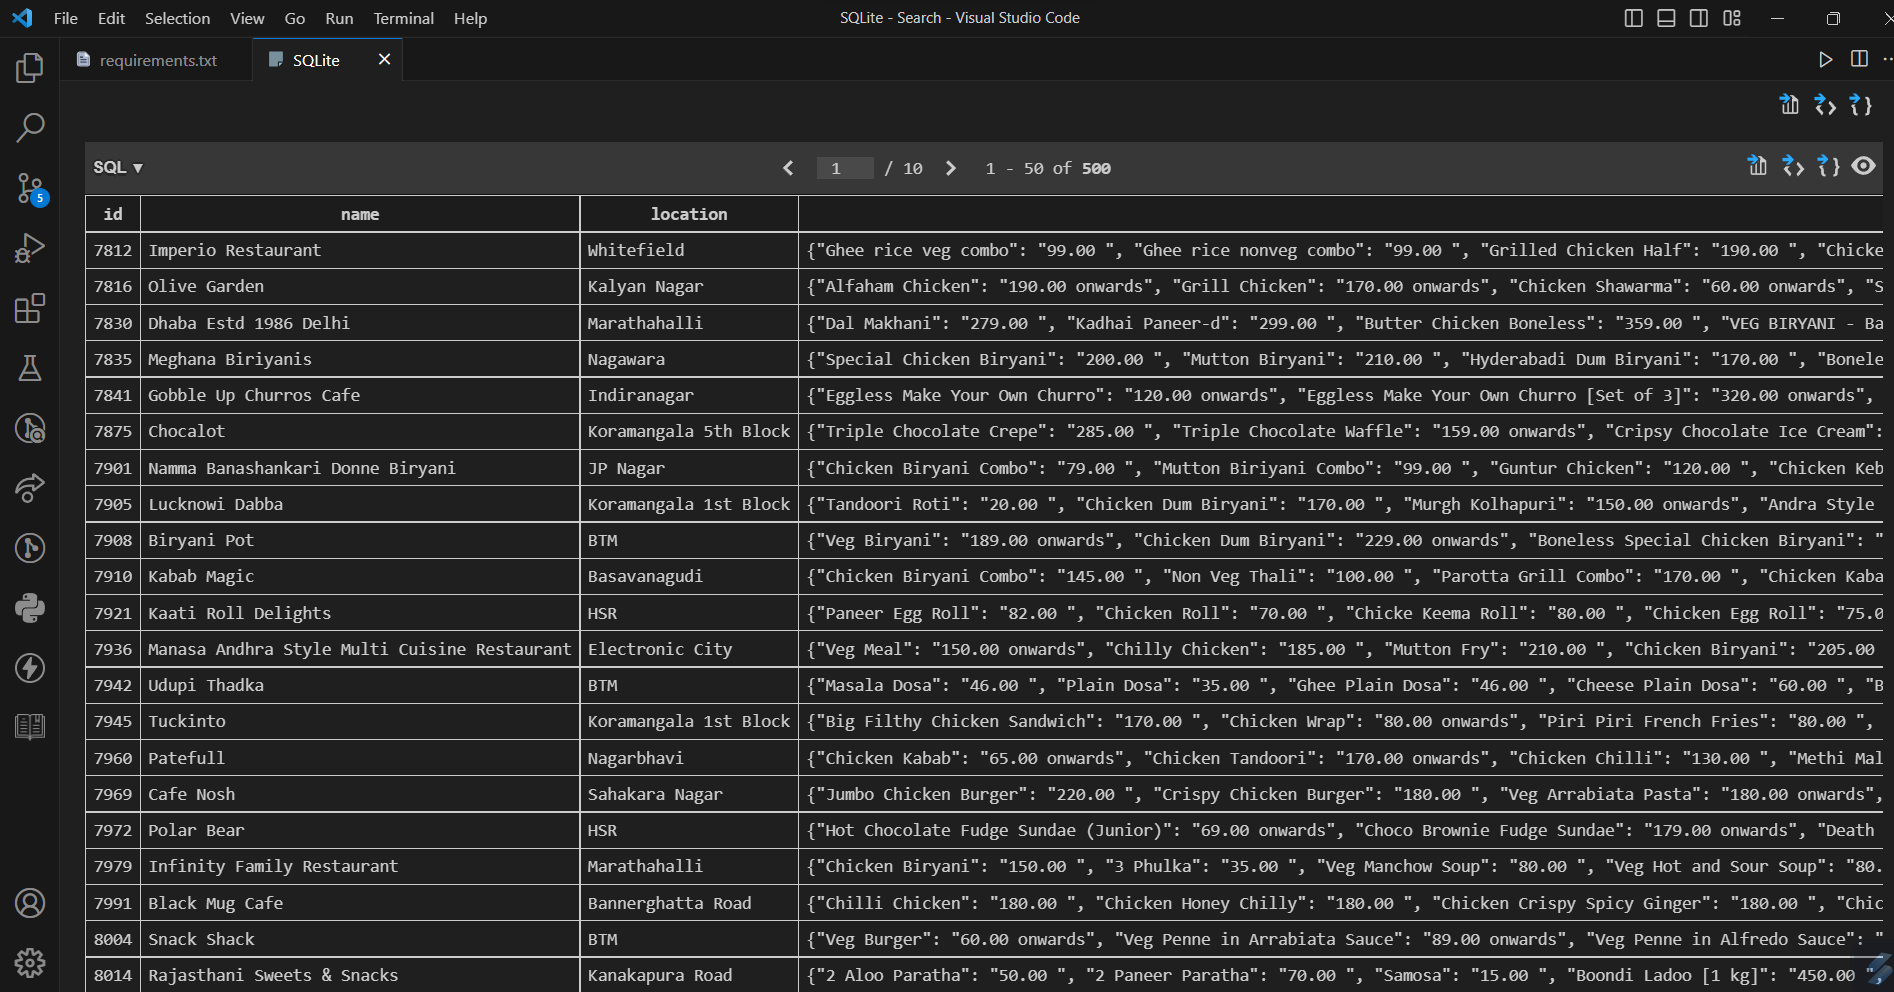 File Edit Selection View Go Run Terminal Help SQLite - Search - Visual Studio Code
requirements.txt SQLite
5
SQL ▼ 1 / 10 1 - 50 of 500
id name location
7812 Imperio Restaurant Whitefield {"Ghee rice veg combo": "99.00 ", "Ghee rice nonveg combo": "99.00 ", "Grilled Chicken Half": "190.00 ", "Chicke
7816 Olive Garden Kalyan Nagar {"Alfaham Chicken": "190.00 onwards", "Grill Chicken": "170.00 onwards", "Chicken Shawarma": "60.00 onwards", "S
7830 Dhaba Estd 1986 Delhi Marathahalli {"Dal Makhani": "279.00 ", "Kadhai Paneer-d": "299.00 ", "Butter Chicken Boneless": "359.00 ", "VEG BIRYANI - Ba
7835 Meghana Biriyanis Nagawara {"Special Chicken Biryani": "200.00 ", "Mutton Biryani": "210.00 ", "Hyderabadi Dum Biryani": "170.00 ", "Bonele
7841 Gobble Up Churros Cafe Indiranagar {"Eggless Make Your Own Churro": "120.00 onwards", "Eggless Make Your Own Churro [Set of 3]": "320.00 onwards",
7875 Chocalot Koramangala 5th Block {"Triple Chocolate Crepe": "285.00 ", "Triple Chocolate Waffle": "159.00 onwards", "Cripsy Chocolate Ice Cream":
7901 Namma Banashankari Donne Biryani JP Nagar {"Chicken Biryani Combo": "79.00 ", "Mutton Biriyani Combo": "99.00 ", "Guntur Chicken": "120.00 ", "Chicken Keb
7905 Lucknowi Dabba Koramangala 1st Block {"Tandoori Roti": "20.00 ", "Chicken Dum Biryani": "170.00 ", "Murgh Kolhapuri": "150.00 onwards", "Andra Style
7908 Biryani Pot BTM {"Veg Biryani": "189.00 onwards", "Chicken Dum Biryani": "229.00 onwards", "Boneless Special Chicken Biryani": "
7910 Kabab Magic Basavanagudi {"Chicken Biryani Combo": "145.00 ", "Non Veg Thali": "100.00 ", "Parotta Grill Combo": "170.00 ", "Chicken Kaba
7921 Kaati Roll Delights HSR {"Paneer Egg Roll": "82.00 ", "Chicken Roll": "70.00 ", "Chicke Keema Roll": "80.00 ", "Chicken Egg Roll": "75.0
7936 Manasa Andhra Style Multi Cuisine Restaurant Electronic City {"Veg Meal": "150.00 onwards", "Chilly Chicken": "185.00 ", "Mutton Fry": "210.00 ", "Chicken Biryani": "205.00
7942 Udupi Thadka BTM {"Masala Dosa": "46.00 ", "Plain Dosa": "35.00 ", "Ghee Plain Dosa": "46.00 ", "Cheese Plain Dosa": "60.00 ", "B
7945 Tuckinto Koramangala 1st Block {"Big Filthy Chicken Sandwich": "170.00 ", "Chicken Wrap": "80.00 onwards", "Piri Piri French Fries": "80.00 ",
7960 Patefull Nagarbhavi {"Chicken Kabab": "65.00 onwards", "Chicken Tandoori": "170.00 onwards", "Chicken Chilli": "130.00 ", "Methi Mal
7969 Cafe Nosh Sahakara Nagar {"Jumbo Chicken Burger": "220.00 ", "Crispy Chicken Burger": "180.00 ", "Veg Arrabiata Pasta": "180.00 onwards",
7972 Polar Bear HSR {"Hot Chocolate Fudge Sundae (Junior)": "69.00 onwards", "Choco Brownie Fudge Sundae": "179.00 onwards", "Death
7979 Infinity Family Restaurant Marathahalli {"Chicken Biryani": "150.00 ", "3 Phulka": "35.00 ", "Veg Manchow Soup": "80.00 ", "Veg Hot and Sour Soup": "80.
7991 Black Mug Cafe Bannerghatta Road {"Chilli Chicken": "180.00 ", "Chicken Honey Chilly": "180.00 ", "Chicken Crispy Spicy Ginger": "180.00 ", "Chic
8004 Snack Shack BTM {"Veg Burger": "60.00 onwards", "Veg Penne in Arrabiata Sauce": "89.00 onwards", "Veg Penne in Alfredo Sauce": "
8014 Rajasthani Sweets & Snacks Kanakapura Road {"2 Aloo Paratha": "50.00 ", "2 Paneer Paratha": "70.00 ", "Samosa": "15.00 ", "Boondi Ladoo [1 kg]": "450.00 ",